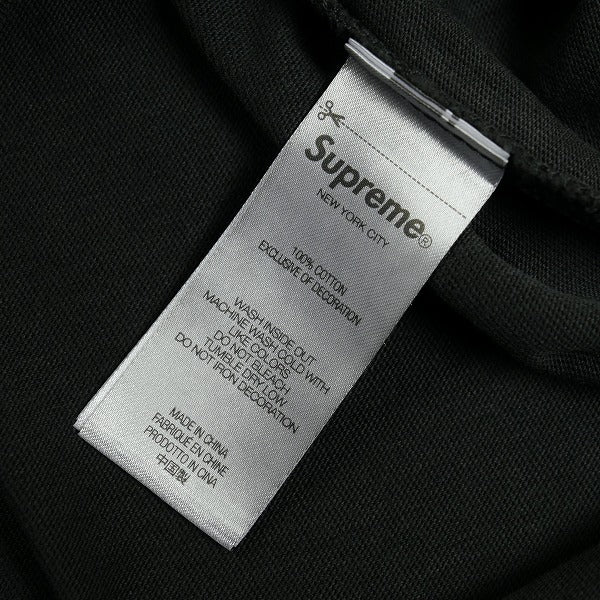 Supreme®
NEW YORK CITY
100% COTTON
EXCLUSIVE OF DECORATION
WASH INSIDE OUT
MACHINE WASH COLD WITH
LIKE COLORS
DO NOT BLEACH
TUMBLE DRY LOW
DO NOT IRON DECORATION
MADE IN CHINA
FABRIQUÉ EN CHINE
PRODOTTO IN CINA
中国製